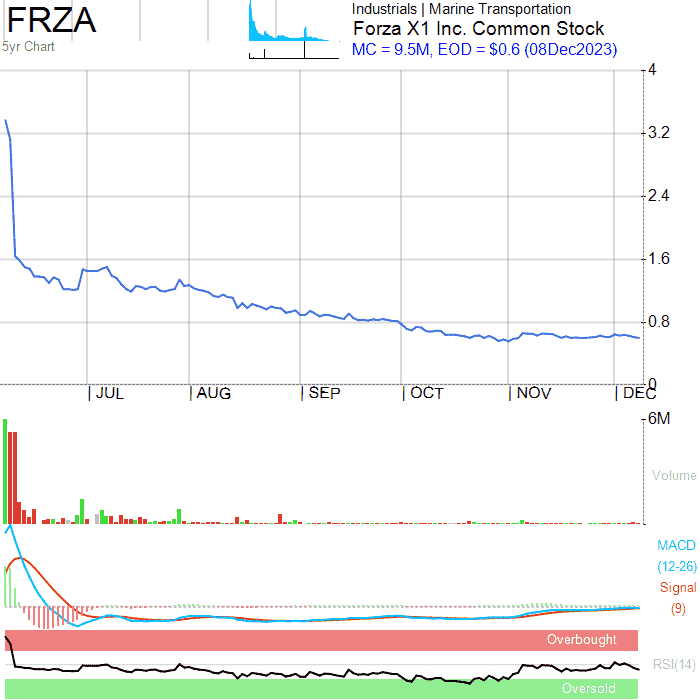 FRZA
5yr Chart
Industrials | Marine Transportation
Forza X1 Inc. Common Stock
MC = 9.5M, EOD = $0.6 (08Dec2023)
4
3.2
2.4
1.6
0.8
0
JUL AUG SEP OCT NOV DEC
6M
Volume
MACD
(12-26)
Signal
(9)
Overbought
RSI(14)
Oversold